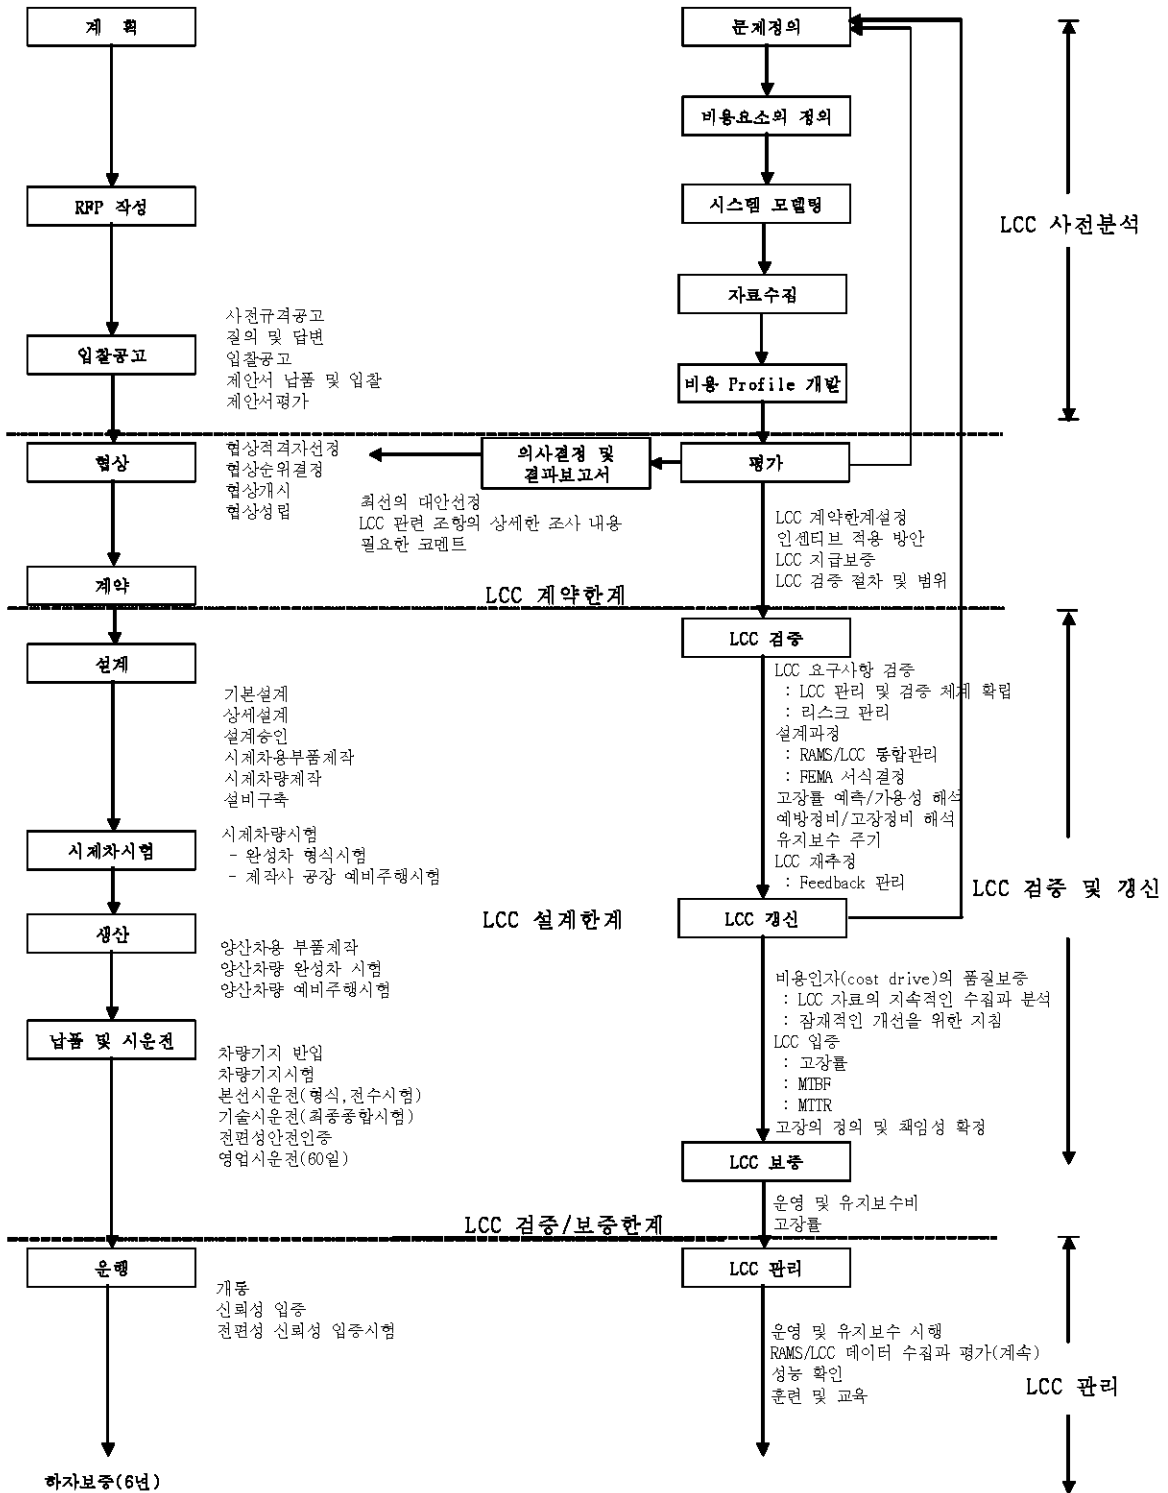 계 획
RFP 작성
입찰공고
사전규격공고
질의 및 답변
입찰공고
제안서 납품 및 입찰
제안서평가
협상
협상적격자선정
협상순위결정
협상개시
협상성립
계약
설계
기본설계
상세설계
설계승인
시제차용부품제작
시제차량제작
설비구축
시제차시험
시제차량시험
- 완성차 형식시험
- 제작사 공장 예비주행시험
생산
양산차용 부품제작
양산차량 완성차 시험
양산차량 예비주행시험
납품 및 시운전
차량기지 반입
차량기지시험
본선시운전(형식,전수시험)
기술시운전(최종종합시험)
전편성안전인증
영업시운전(60일)
운행
개통
신뢰성 입증
전편성 신뢰성 입증시험
하자보증(6년)
의사결정 및
결과보고서
최선의 대안선정
LCC 관련 조항의 상세한 조사 내용
필요한 코멘트
LCC 계약한계
LCC 설계한계
LCC 검증/보증한계
문제정의
비용요소의 정의
시스템 모델링
자료수집
비용 Profile 개발
평가
LCC 계약한계설정
인센티브 적용 방안
LCC 지급보증
LCC 검증 절차 및 범위
LCC 검증
LCC 요구사항 검증
: LCC 관리 및 검증 체계 확립
: 리스크 관리
설계과정
: RAMS/LCC 통합관리
: FEMA 서식결정
고장률 예측/가용성 해석
예방정비/고장정비 해석
유지보수 주기
LCC 재추정
: Feedback 관리
LCC 갱신
비용인자(cost drive)의 품질보증
: LCC 자료의 지속적인 수집과 분석
: 잠재적인 개선을 위한 지침
LCC 입증
: 고장률
: MTBF
: MTTR
고장의 정의 및 책임성 확정
LCC 보증
운영 및 유지보수비
고장률
LCC 관리
운영 및 유지보수 시행
RAMS/LCC 데이터 수집과 평가(계속)
성능 확인
훈련 및 교육
LCC 사전분석
LCC 검증 및 갱신
LCC 관리